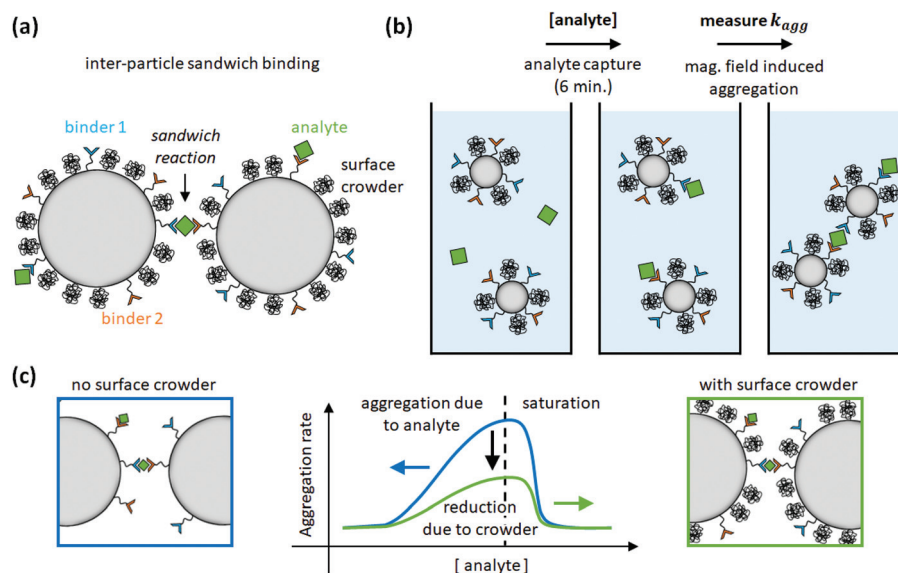 (a)
inter-particle sandwich binding
binder 1
sandwich
reaction
analyte
surface
crowder
binder 2
(b)
[analyte]
analyte capture
(6 min.)
measure k_agg
mag. field induced
aggregation
(c)
no surface crowder
Aggregation rate
aggregation due
to analyte
saturation
reduction
due to crowder
[ analyte]
with surface crowder